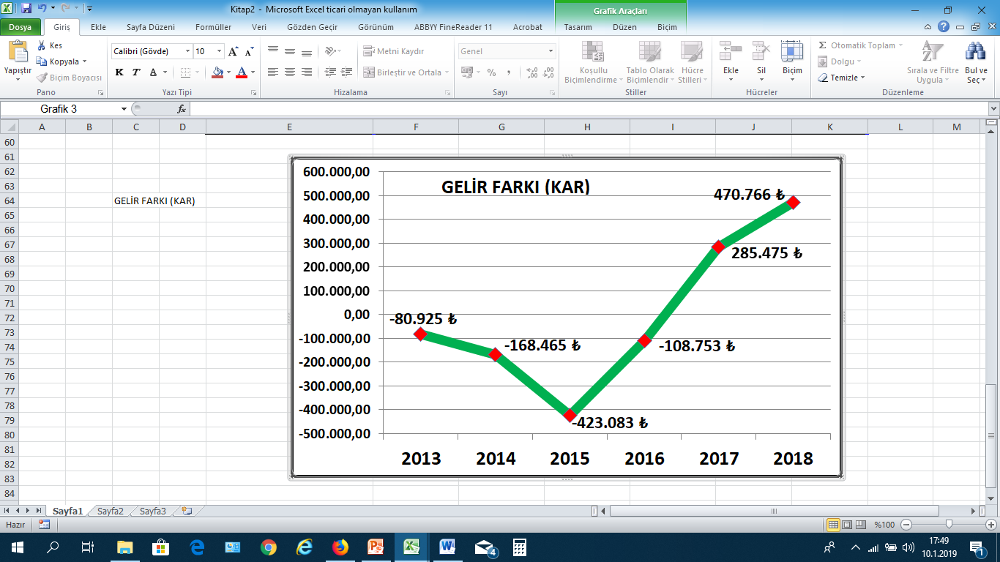 Kitap2 - Microsoft Excel ticari olmayan kullanım
Grafik Araçları
Dosya Giriş Ekle Sayfa Düzeni Formüller Veri Gözden Geçir Görünüm ABBYY FineReader 11 Acrobat Tasarım Düzen Biçim
Yapıştır
Kes
Kopyala
Biçim Boyacısı
Pano
Calibri (Gövde) 10
K T A
Yazı Tipi
Metni Kaydır
Birleştir ve Ortala
Hizalama
Genel
Sayı
Koşullu Biçimlendirme
Tablo Olarak Biçimlendir
Hücre Stilleri
Stiller
Ekle Sil Biçim
Hücreler
Otomatik Toplam
Dolgu
Temizle
Sırala ve Filtre Uygula
Bul ve Seç
Düzenleme
Grafik 3
fx
A B C D E F G H I J K L M
60
61
62
63
64
65
66
67
68
69
70
71
72
73
74
75
76
77
78
79
80
81
82
83
84
GELİR FARKI (KAR)
GELİR FARKI (KAR)
600.000,00
500.000,00
400.000,00
300.000,00
200.000,00
100.000,00
0,00
-100.000,00
-200.000,00
-300.000,00
-400.000,00
-500.000,00
-80.925 ₺
-168.465 ₺
-423.083 ₺
-108.753 ₺
285.475 ₺
470.766 ₺
2013 2014 2015 2016 2017 2018
Sayfa1 Sayfa2 Sayfa3
Hazır
%100
4
17:49
10.1.2019
1